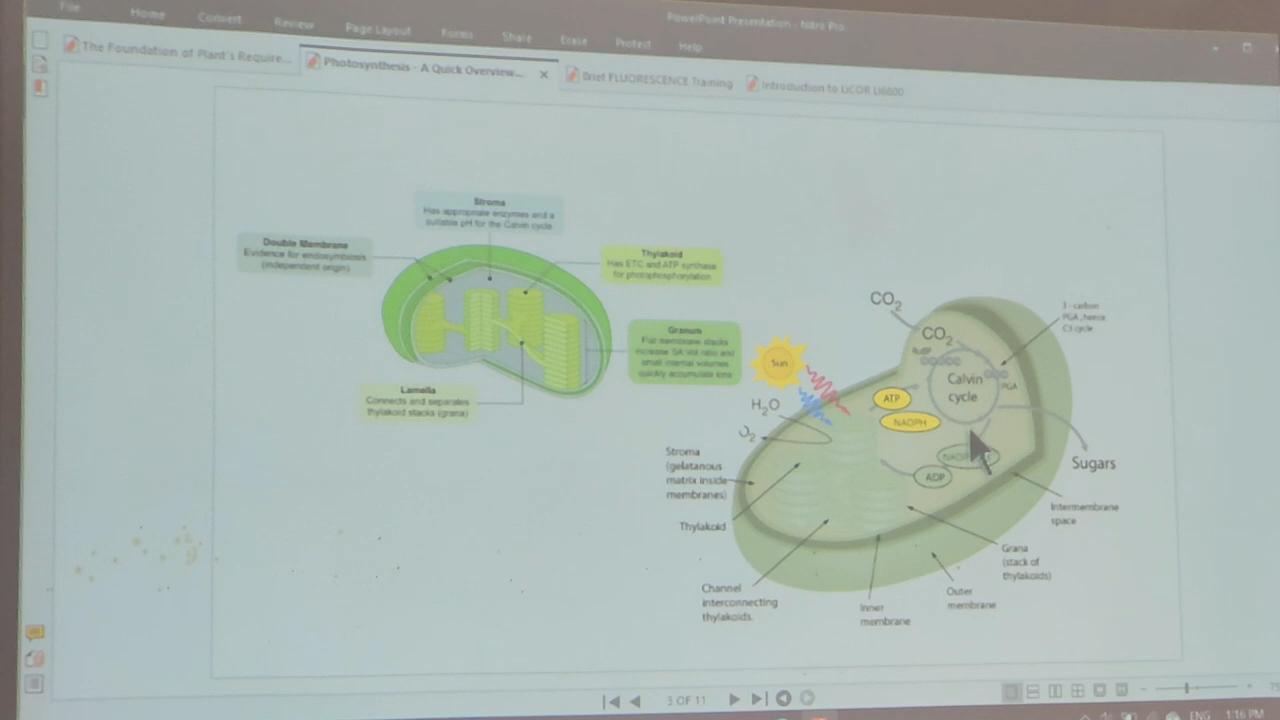 PowerPoint Presentation - Nitro Pro
File Home Convert Review Page Layout Forms Share Erase Protect Help
The Foundation of Plant's Require...
Photosynthesis - A Quick Overview...
Brief FLUORESCENCE Training
Introduction to LICOR LI6800
Stroma
Has appropriate enzymes and a
suitable pH for the Calvin cycle
Double Membrane
Evidence for endosymbiosis
(independent origin)
Thylakoid
Has ETC and ATP synthase
for photophosphorylation
Granum
Flat membrane stacks
increase SA:Vol ratio and
small internal volumes
quickly accumulate ions
Lamella
Connects and separates
thylakoid stacks (grana)
CO2
CO2
RuBP
3 - carbon
PGA, hence
C3 cycle
PGA
Calvin
cycle
Sun
ATP
NADPH
H2O
O2
ADP
Sugars
Stroma
(gelatanous
matrix inside
membranes)
Thylakoid
Channel
interconnecting
thylakoids.
Inner
membrane
Outer
membrane
Grana
(stack of
thylakoids)
Intermembrane
space
3 OF 11
ENG 1:16 PM